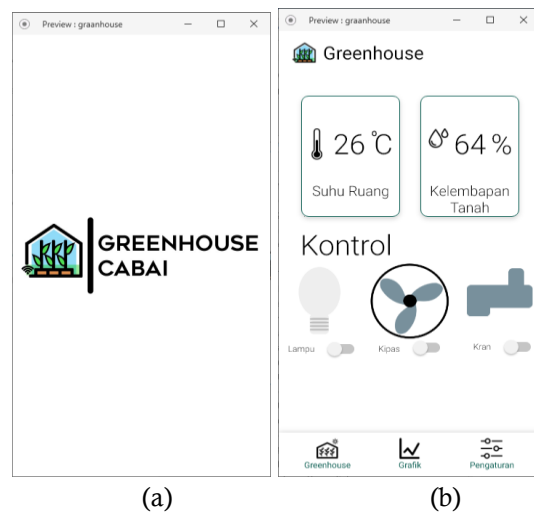 Preview : graanhouse
GREENHOUSE
CABAI
(a)
Preview : graanhouse
Greenhouse
26 °C
Suhu Ruang
64 %
Kelembapan
Tanah
Kontrol
Lampu
Kipas
Kran
Greenhouse
Grafik
Pengaturan
(b)